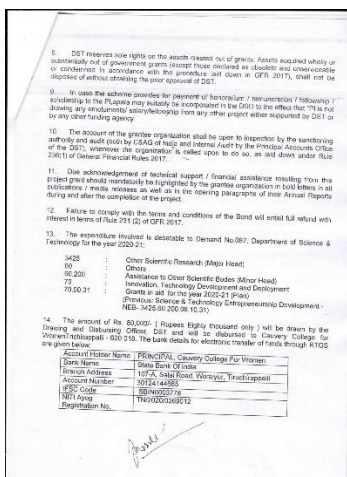 8. DST reserves sole rights on the assets created out of grants. Assets acquired wholly or
substantially out of government grants (except those declared as obsolete and unserviceable
or condemned in accordance with the procedure laid down in GFR 2017), shall not be
disposed of without obtaining the prior approval of DST.
9. In case the scheme provides for payment of honorarium / remuneration / fellowship /
scholarship to the PI,para may suitably be incorporated in the DSO to the effect that "PI is not
drawing any emoluments/ salary/fellowship from any other project either supported by DST or
by any other funding agency.
10. The account of the grantee organization shall be open to inspection by the sanctioning
authority and audit (both by C&AG of India and Internal Audit by the Principal Accounts Office
of the DST), whenever the organization is called upon to do so, as laid down under Rule
236(1) of General Financial Rules 2017.
11. Due acknowledgement of technical support / financial assistance resulting from this
project grant should mandatorily be highlighted by the grantee organization in bold letters in all
publications / media releases as well as in the opening paragraphs of their Annual Reports
during and after the completion of the project.
12. Failure to comply with the terms and conditions of the Bond will entail full refund with
interest in terms of Rule 231 (2) of GFR 2017.
13. The expenditure involved is debatable to Demand No.087, Department of Science &
Technology for the year 2020-21:
3425 : Other Scientific Research (Major Head)
60 : Others
60.200 : Assistance to Other Scientific Bodies (Minor Head)
70 : Innovation, Technology Development and Deployment
70.00.31 : Grants in aid for the year 2020-21 (Plan)
(Previous: Science & Technology Entrepreneurship Development -
NEB- 3425.60.200.08.10.31)
14. The amount of Rs. 80,000/- ( Rupees Eighty thousand only ) will be drawn by the
Drawing and Disbursing Officer, DST and will be disbursed to Cauvery College for
WomenTiruchirappalli - 620 018. The bank details for electronic transfer of funds through RTGS
are given below:
Account Holder Name PRINCIPAL, Cauvery College For Women
Bank Name State Bank Of India
Branch Address 107-A, Salai Road, Woraiyur, Tiruchirappalli
Account Number 30124144565
IFSC Code SBIN0003778
NITI Ayog TN/2020/0269012
Registration No.